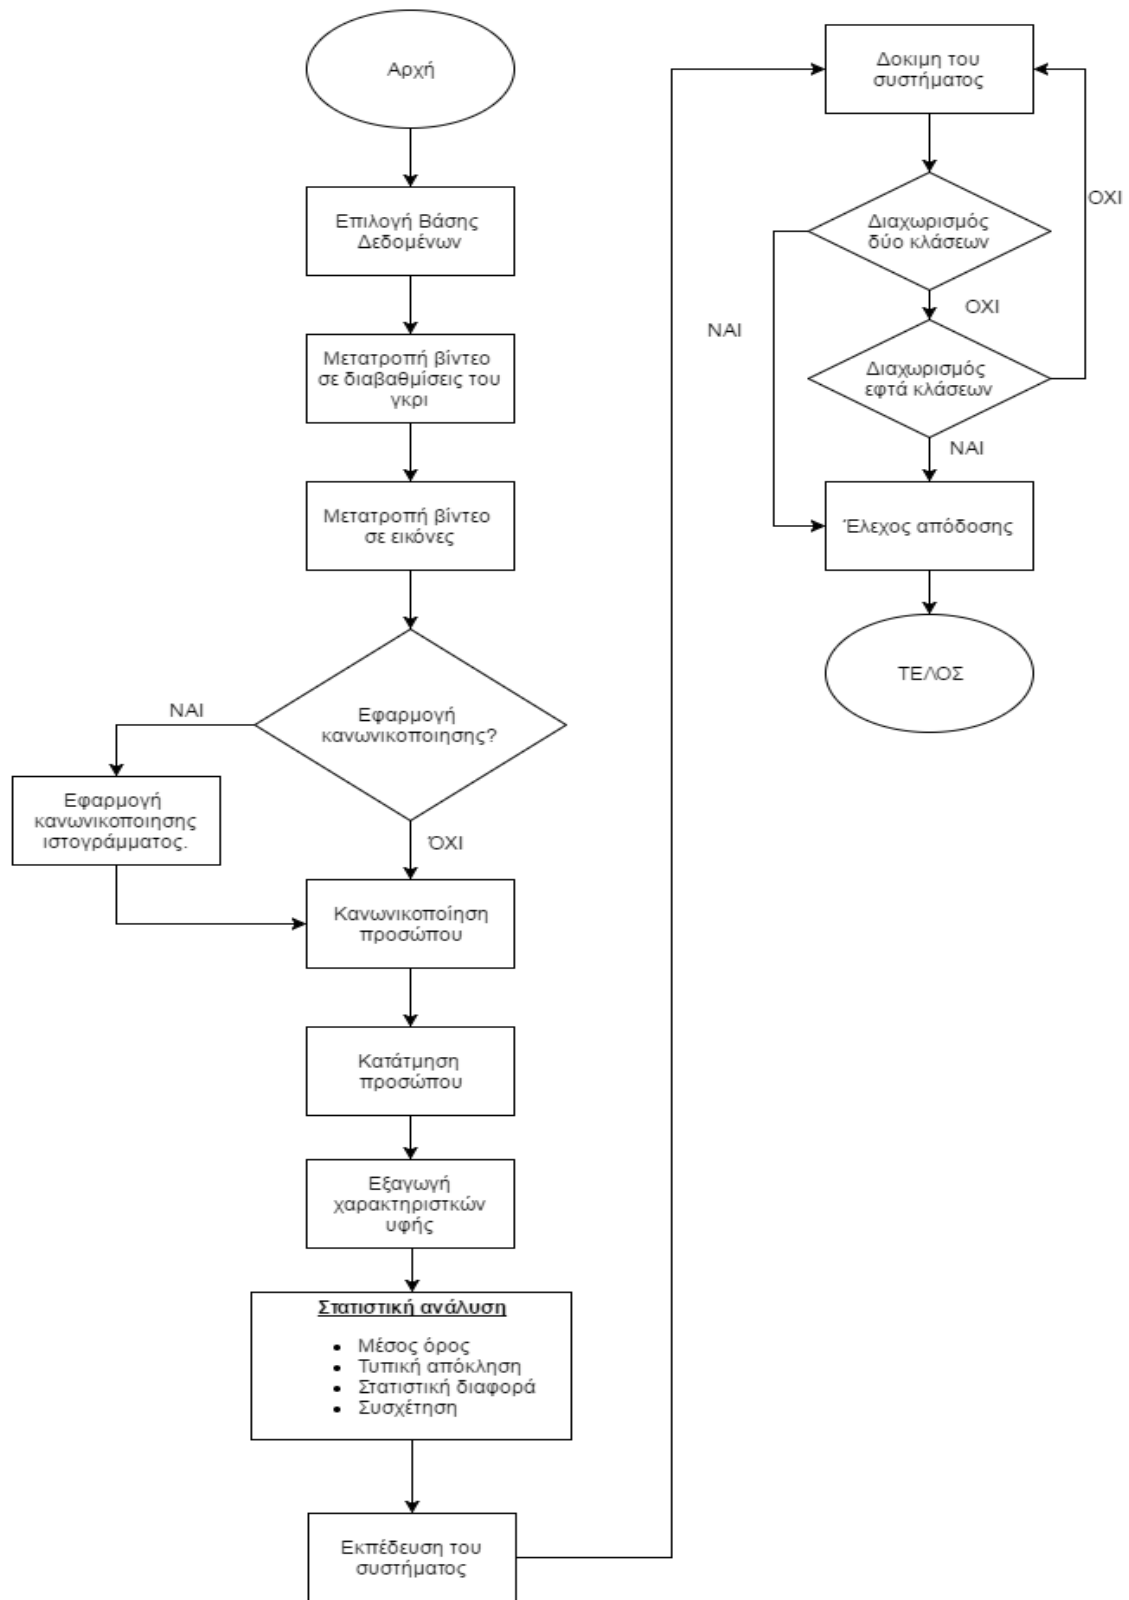 Αρχή
Επιλογή Βάσης
Δεδομένων
Μετατροπή βίντεο
σε διαβαθμίσεις του
γκρι
Μετατροπή βίντεο
σε εικόνες
Εφαρμογή
κανωνικοποιησης?
ΝΑΙ
Εφαρμογή
κανωνικοποιησης
ιστογράμματος.
ΌΧΙ
Κανωνικοποίηση
προσώπου
Κατάτμηση
προσώπου
Εξαγωγή
χαρακτηριστκών
υφής
Στατιστική ανάλυση
• Μέσος όρος
• Τυπική απόκληση
• Στατιστική διαφορά
• Συσχέτηση
Εκπέδευση του
συστήματος
Δοκιμη του
συστήματος
Διαχωρισμός
δύο κλάσεων
ΝΑΙ
ΟΧΙ
Διαχωρισμός
εφτά κλάσεων
ΟΧΙ
ΝΑΙ
Έλεχος απόδοσης
ΤΕΛΟΣ